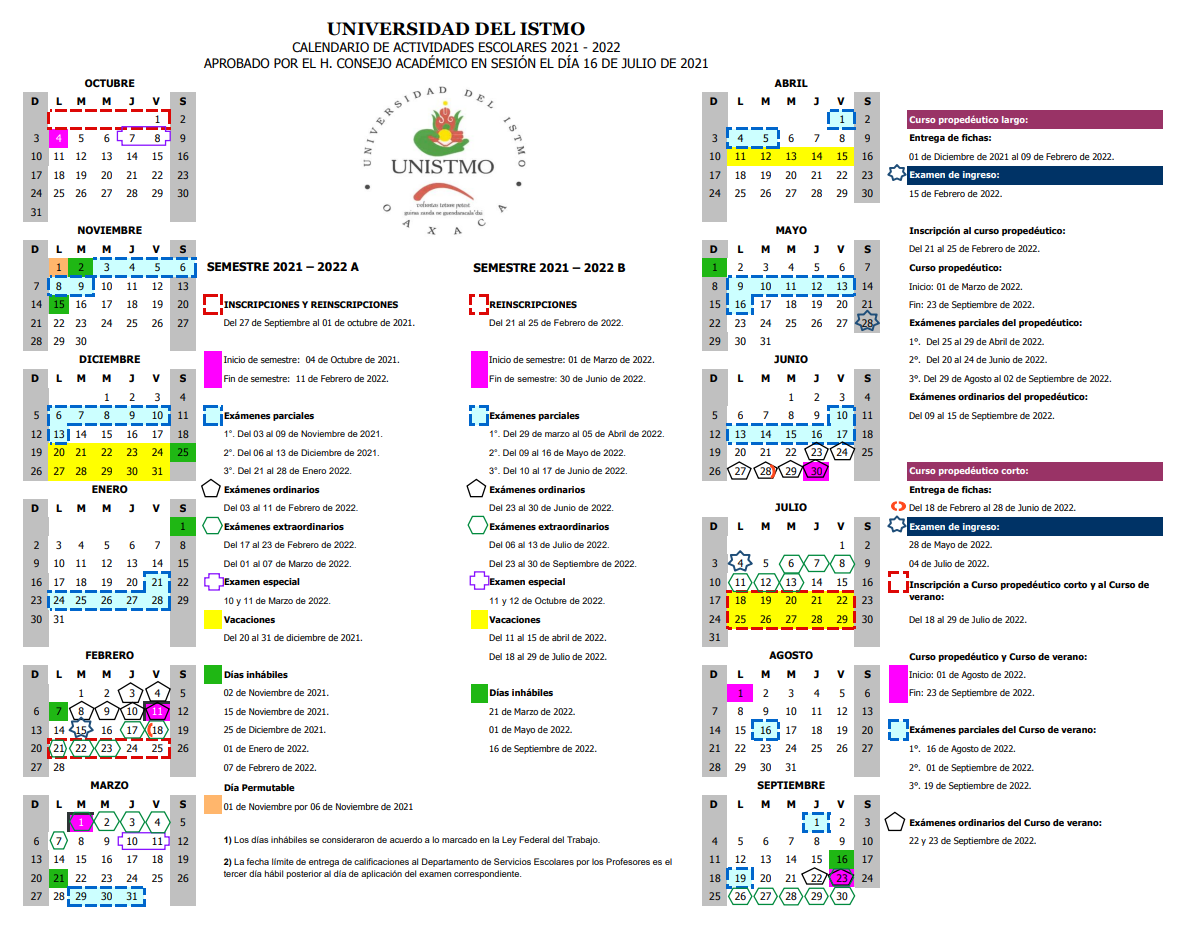 UNIVERSIDAD DEL ISTMO
CALENDARIO DE ACTIVIDADES ESCOLARES 2021 - 2022
APROBADO POR EL H. CONSEJO ACADÉMICO EN SESIÓN EL DÍA 16 DE JULIO DE 2021
OCTUBRE
D L M M J V S
1 2
3 4 5 6 7 8 9
10 11 12 13 14 15 16
17 18 19 20 21 22 23
24 25 26 27 28 29 30
31
NOVIEMBRE
1 2 3 4 5 6
7 8 9 10 11 12 13
14 15 16 17 18 19 20
21 22 23 24 25 26 27
28 29 30
DICIEMBRE
D L M M J V S
1 2 3 4
5 6 7 8 9 10 11
12 13 14 15 16 17 18
19 20 21 22 23 24 25
26 27 28 29 30 31
ENERO
D L M M J V S
1
2 3 4 5 6 7 8
9 10 11 12 13 14 15
16 17 18 19 20 21 22
23 24 25 26 27 28 29
30 31
FEBRERO
D L M M J V S
1 2 3 4 5
6 7 8 9 10 11 12
13 14 15 16 17 18 19
20 21 22 23 24 25 26
27 28
MARZO
D L M M J V S
1 2 3 4 5
6 7 8 9 10 11 12
13 14 15 16 17 18 19
20 21 22 23 24 25 26
27 28 29 30 31
UNIVERSIDAD DEL ISTMO
UNISTMO
OAXACA
SEMESTRE 2021 – 2022 A
INSCRIPCIONES Y REINSCRIPCIONES
Del 27 de Septiembre al 01 de octubre de 2021.
Inicio de semestre: 04 de Octubre de 2021.
Fin de semestre: 11 de Febrero de 2022.
Exámenes parciales
1°. Del 03 al 09 de Noviembre de 2021.
2°. Del 06 al 13 de Diciembre de 2021.
3°. Del 21 al 28 de Enero 2022.
Exámenes ordinarios
Del 03 al 11 de Febrero de 2022.
Exámenes extraordinarios
Del 17 al 23 de Febrero de 2022.
Del 01 al 07 de Marzo de 2022.
Examen especial
10 y 11 de Marzo de 2022.
Vacaciones
Del 20 al 31 de diciembre de 2021.
Días inhábiles
02 de Noviembre de 2021.
15 de Noviembre de 2021.
25 de Diciembre de 2021.
01 de Enero de 2022.
07 de Febrero de 2022.
Día Permutable
01 de Noviembre por 06 de Noviembre de 2021
SEMESTRE 2021 – 2022 B
REINSCRIPCIONES
Del 21 al 25 de Febrero de 2022.
Inicio de semestre: 01 de Marzo de 2022.
Fin de semestre: 30 de Junio de 2022.
Exámenes parciales
1°. Del 29 de marzo al 05 de Abril de 2022.
2°. Del 09 al 16 de Mayo de 2022.
3°. Del 10 al 17 de Junio de 2022.
Exámenes ordinarios
Del 23 al 30 de Junio de 2022.
Exámenes extraordinarios
Del 06 al 13 de Julio de 2022.
Del 23 al 30 de Septiembre de 2022.
Examen especial
11 y 12 de Octubre de 2022.
Vacaciones
Del 11 al 15 de abril de 2022.
Del 18 al 29 de Julio de 2022.
Días inhábiles
21 de Marzo de 2022.
01 de Mayo de 2022.
16 de Septiembre de 2022.
1) Los días inhábiles se consideraron de acuerdo a lo marcado en la Ley Federal del Trabajo.
2) La fecha límite de entrega de calificaciones al Departamento de Servicios Escolares por los Profesores es el
tercer día hábil posterior al día de aplicación del examen correspondiente.
ABRIL
D L M M J V S
1 2
3 4 5 6 7 8 9
10 11 12 13 14 15 16
17 18 19 20 21 22 23
24 25 26 27 28 29 30
MAYO
D L M M J V S
1 2 3 4 5 6 7
8 9 10 11 12 13 14
15 16 17 18 19 20 21
22 23 24 25 26 27 28
29 30 31
JUNIO
D L M M J V S
1 2 3 4
5 6 7 8 9 10 11
12 13 14 15 16 17 18
19 20 21 22 23 24 25
26 27 28 29 30
JULIO
D L M M J V S
1 2
3 4 5 6 7 8 9
10 11 12 13 14 15 16
17 18 19 20 21 22 23
24 25 26 27 28 29 30
31
AGOSTO
D L M M J V S
1 2 3 4 5 6
7 8 9 10 11 12 13
14 15 16 17 18 19 20
21 22 23 24 25 26 27
28 29 30 31
SEPTIEMBRE
D L M M J V S
1 2 3
4 5 6 7 8 9 10
11 12 13 14 15 16 17
18 19 20 21 22 23 24
25 26 27 28 29 30
Curso propedéutico largo:
Entrega de fichas:
01 de Diciembre de 2021 al 09 de Febrero de 2022.
Examen de ingreso:
15 de Febrero de 2022.
Inscripción al curso propedéutico:
Del 21 al 25 de Febrero de 2022.
Curso propedéutico:
Inicio: 01 de Marzo de 2022.
Fin: 23 de Septiembre de 2022.
Exámenes parciales del propedéutico:
1°. Del 25 al 29 de Abril de 2022.
2°. Del 20 al 24 de Junio de 2022.
3°. Del 29 de Agosto al 02 de Septiembre de 2022.
Exámenes ordinarios del propedéutico:
Del 09 al 15 de Septiembre de 2022.
Curso propedéutico corto:
Entrega de fichas:
Del 18 de Febrero al 28 de Junio de 2022.
Examen de ingreso:
28 de Mayo de 2022.
04 de Julio de 2022.
Inscripción a Curso propedéutico corto y al Curso de
verano:
Del 18 al 29 de Julio de 2022.
Curso propedéutico y Curso de verano:
Inicio: 01 de Agosto de 2022.
Fin: 23 de Septiembre de 2022.
Exámenes parciales del Curso de verano:
1°. 16 de Agosto de 2022.
2°. 01 de Septiembre de 2022.
3°. 19 de Septiembre de 2022.
Exámenes ordinarios del Curso de verano:
22 y 23 de Septiembre de 2022.